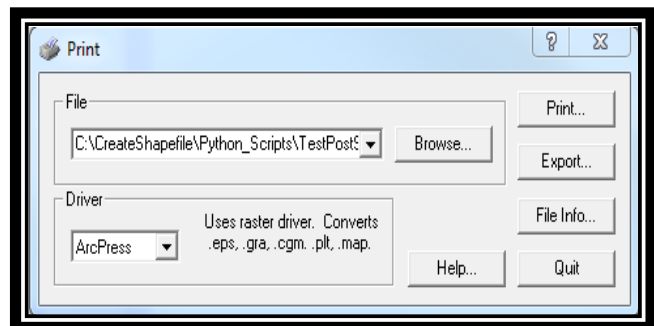 Print
File
C:\CreateShapefile\Python_Scripts\TestPostS
Browse...
Print...
Export...
Driver
ArcPress
Uses raster driver. Converts
.eps, .gra, .cgm. .plt, .map.
File Info...
Help...
Quit